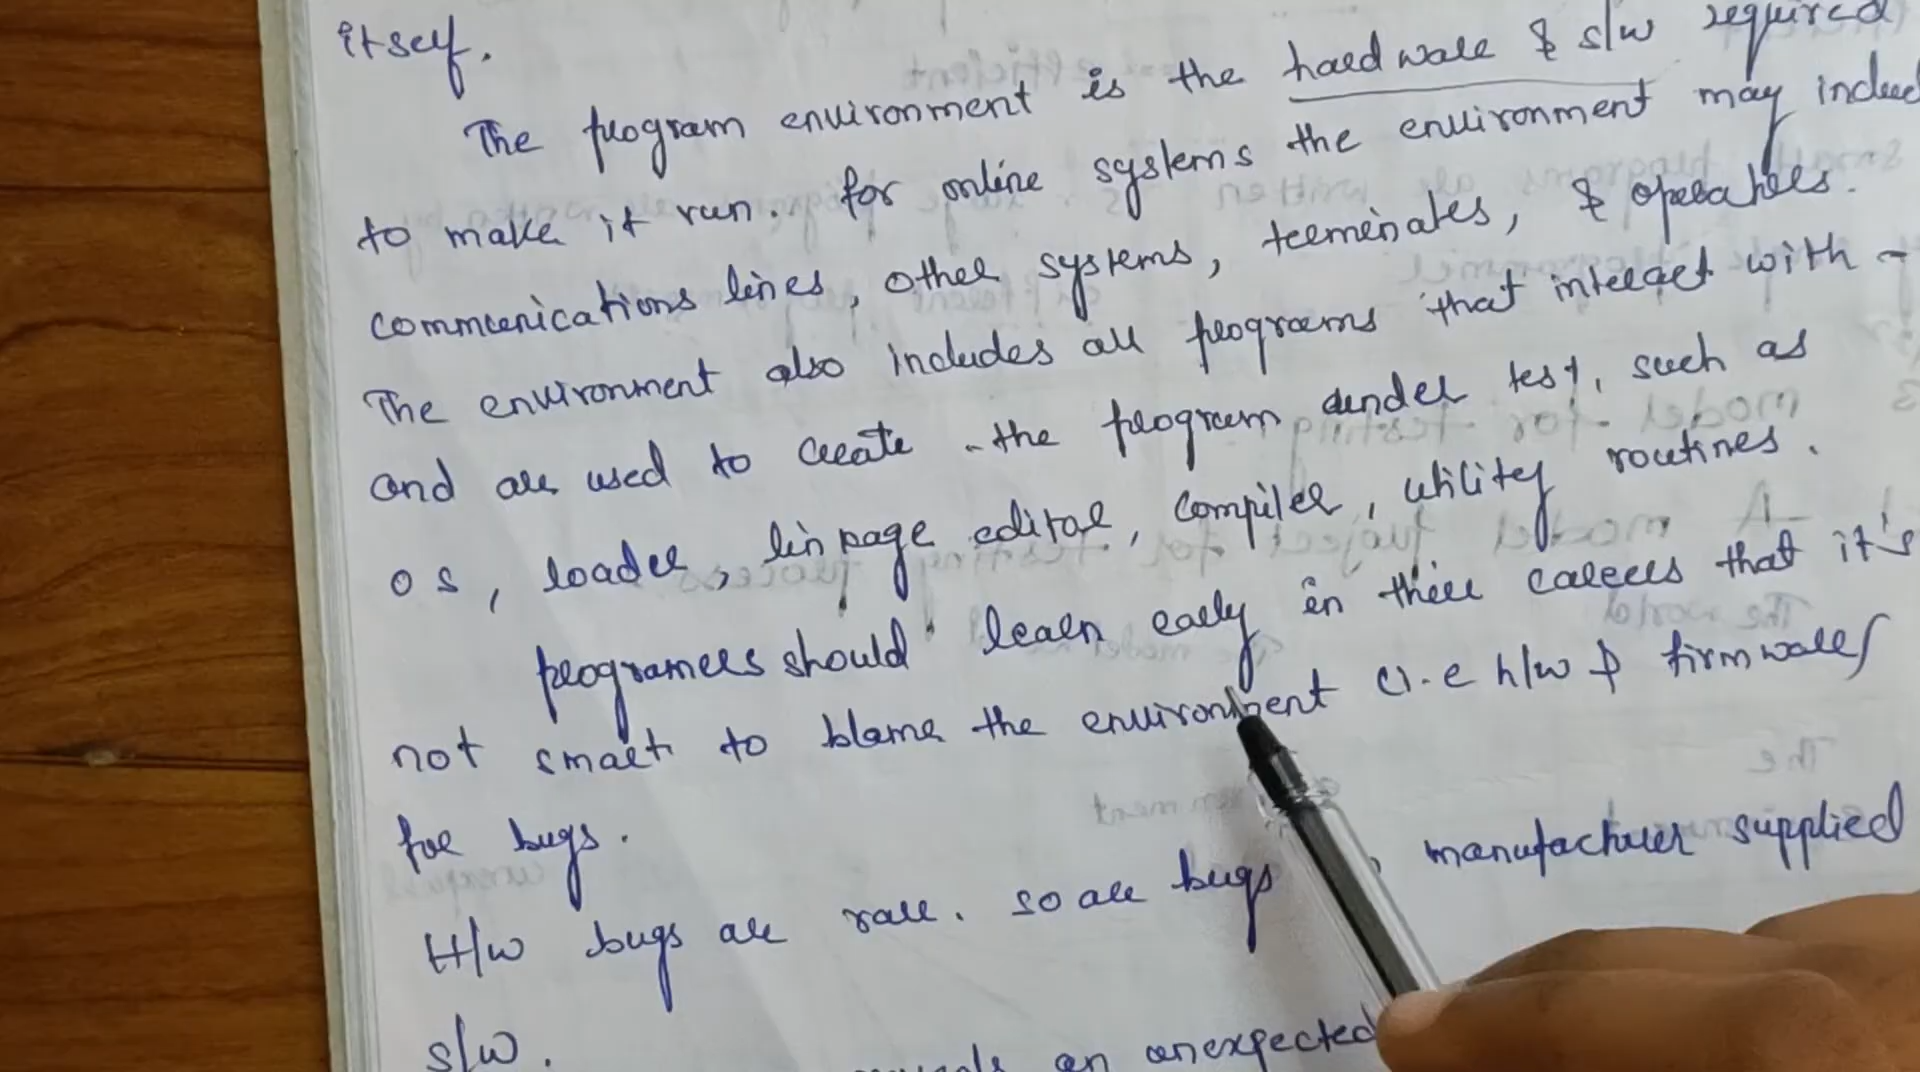 itself.
The program environment is the hardware & s/w required
to make it run. for online systems the environment may include
communications lines, other systems, terminates, & operators.
The environment also includes all programs that interact with -
and are used to create the program under test, such as
OS, loader, linpage editor, compiler, utility routines.
programers should learn early in their careers that it's
not smart to blame the environment (i.e h/w & firmware)
for bugs.
H/w bugs are rare. so are bugs manufacturer supplied
s/w.
an unexpected